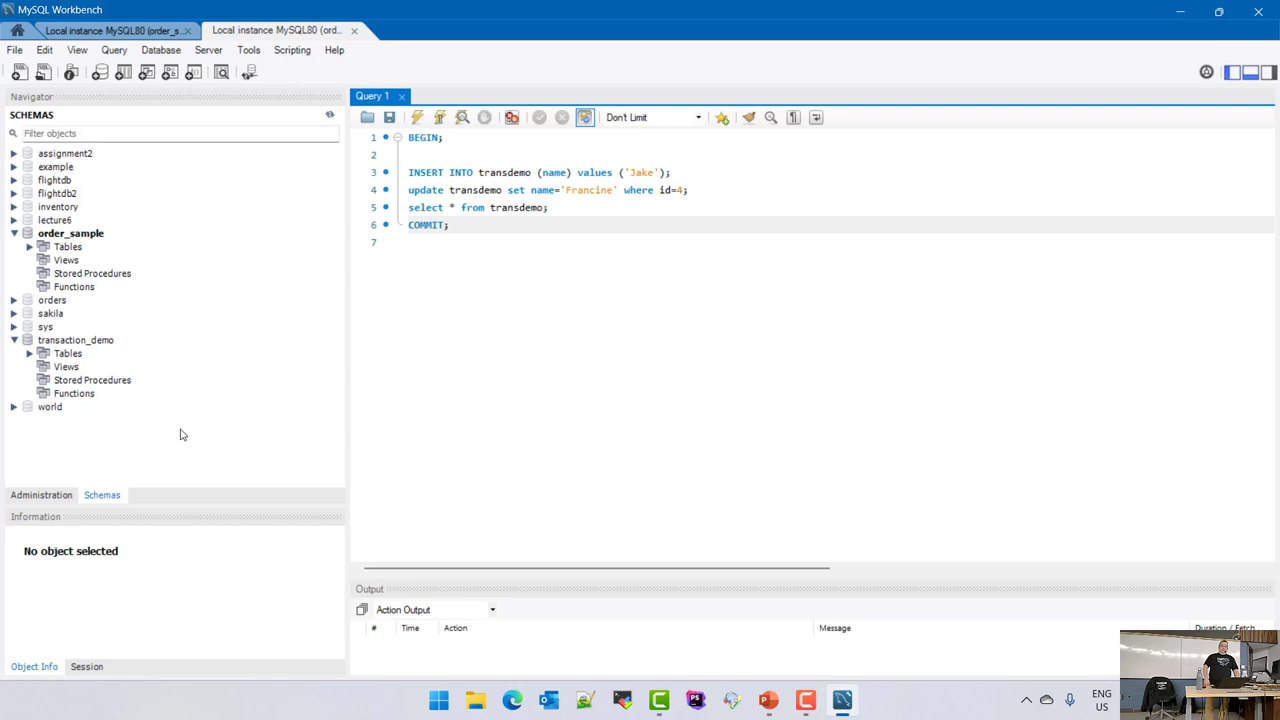 MySQL Workbench
Local instance MySQL80 (order_s...
Local instance MySQL80 (ord...
File Edit View Query Database Server Tools Scripting Help
Navigator
SCHEMAS
Filter objects
assignment2
example
flightdb
flightdb2
inventory
lecture6
order_sample
Tables
Views
Stored Procedures
Functions
orders
sakila
sys
transaction_demo
Tables
Views
Stored Procedures
Functions
world
Administration Schemas
Information
No object selected
Object Info Session
Query 1
Don't Limit
1 BEGIN;
2
3 INSERT INTO transdemo (name) values ('Jake');
4 update transdemo set name='Francine' where id=4;
5 select * from transdemo;
6 COMMIT;
7
Output
Action Output
# Time Action Message Duration / Fetch
ENG
US